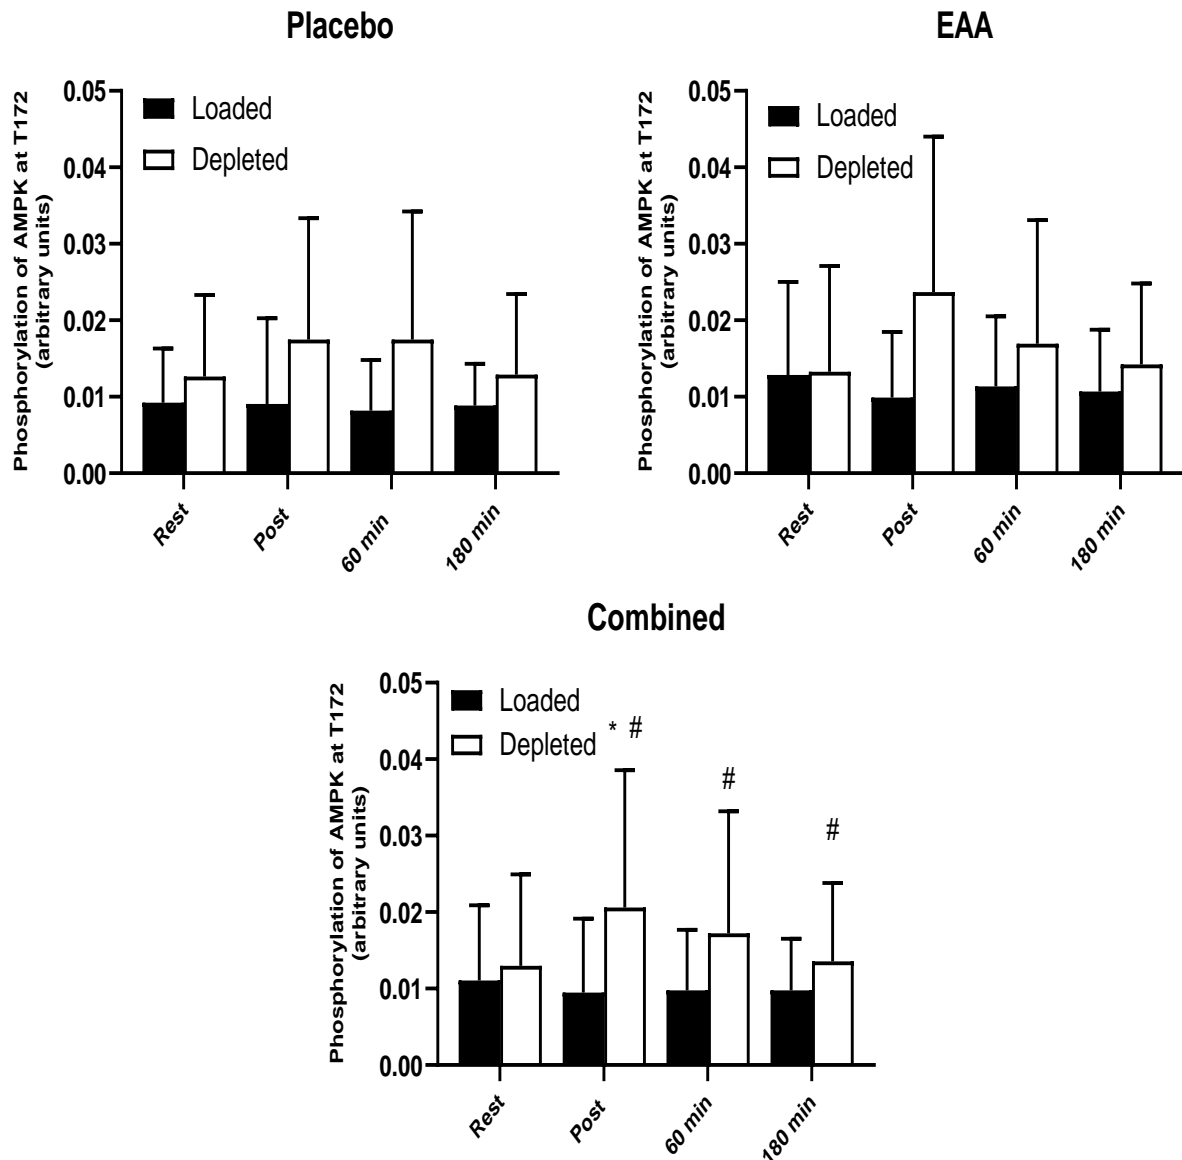 Placebo
Phosphorylation of AMPK at T172
(arbitrary units)
0.05
0.04
0.03
0.02
0.01
0.00
Loaded
Depleted
Rest
Post
60 min
180 min
EAA
Phosphorylation of AMPK at T172
(arbitrary units)
0.05
0.04
0.03
0.02
0.01
0.00
Loaded
Depleted
Rest
Post
60 min
180 min
Combined
Phosphorylation of AMPK at T172
(arbitrary units)
0.05
0.04
0.03
0.02
0.01
0.00
Loaded
Depleted
* #
#
#
Rest
Post
60 min
180 min